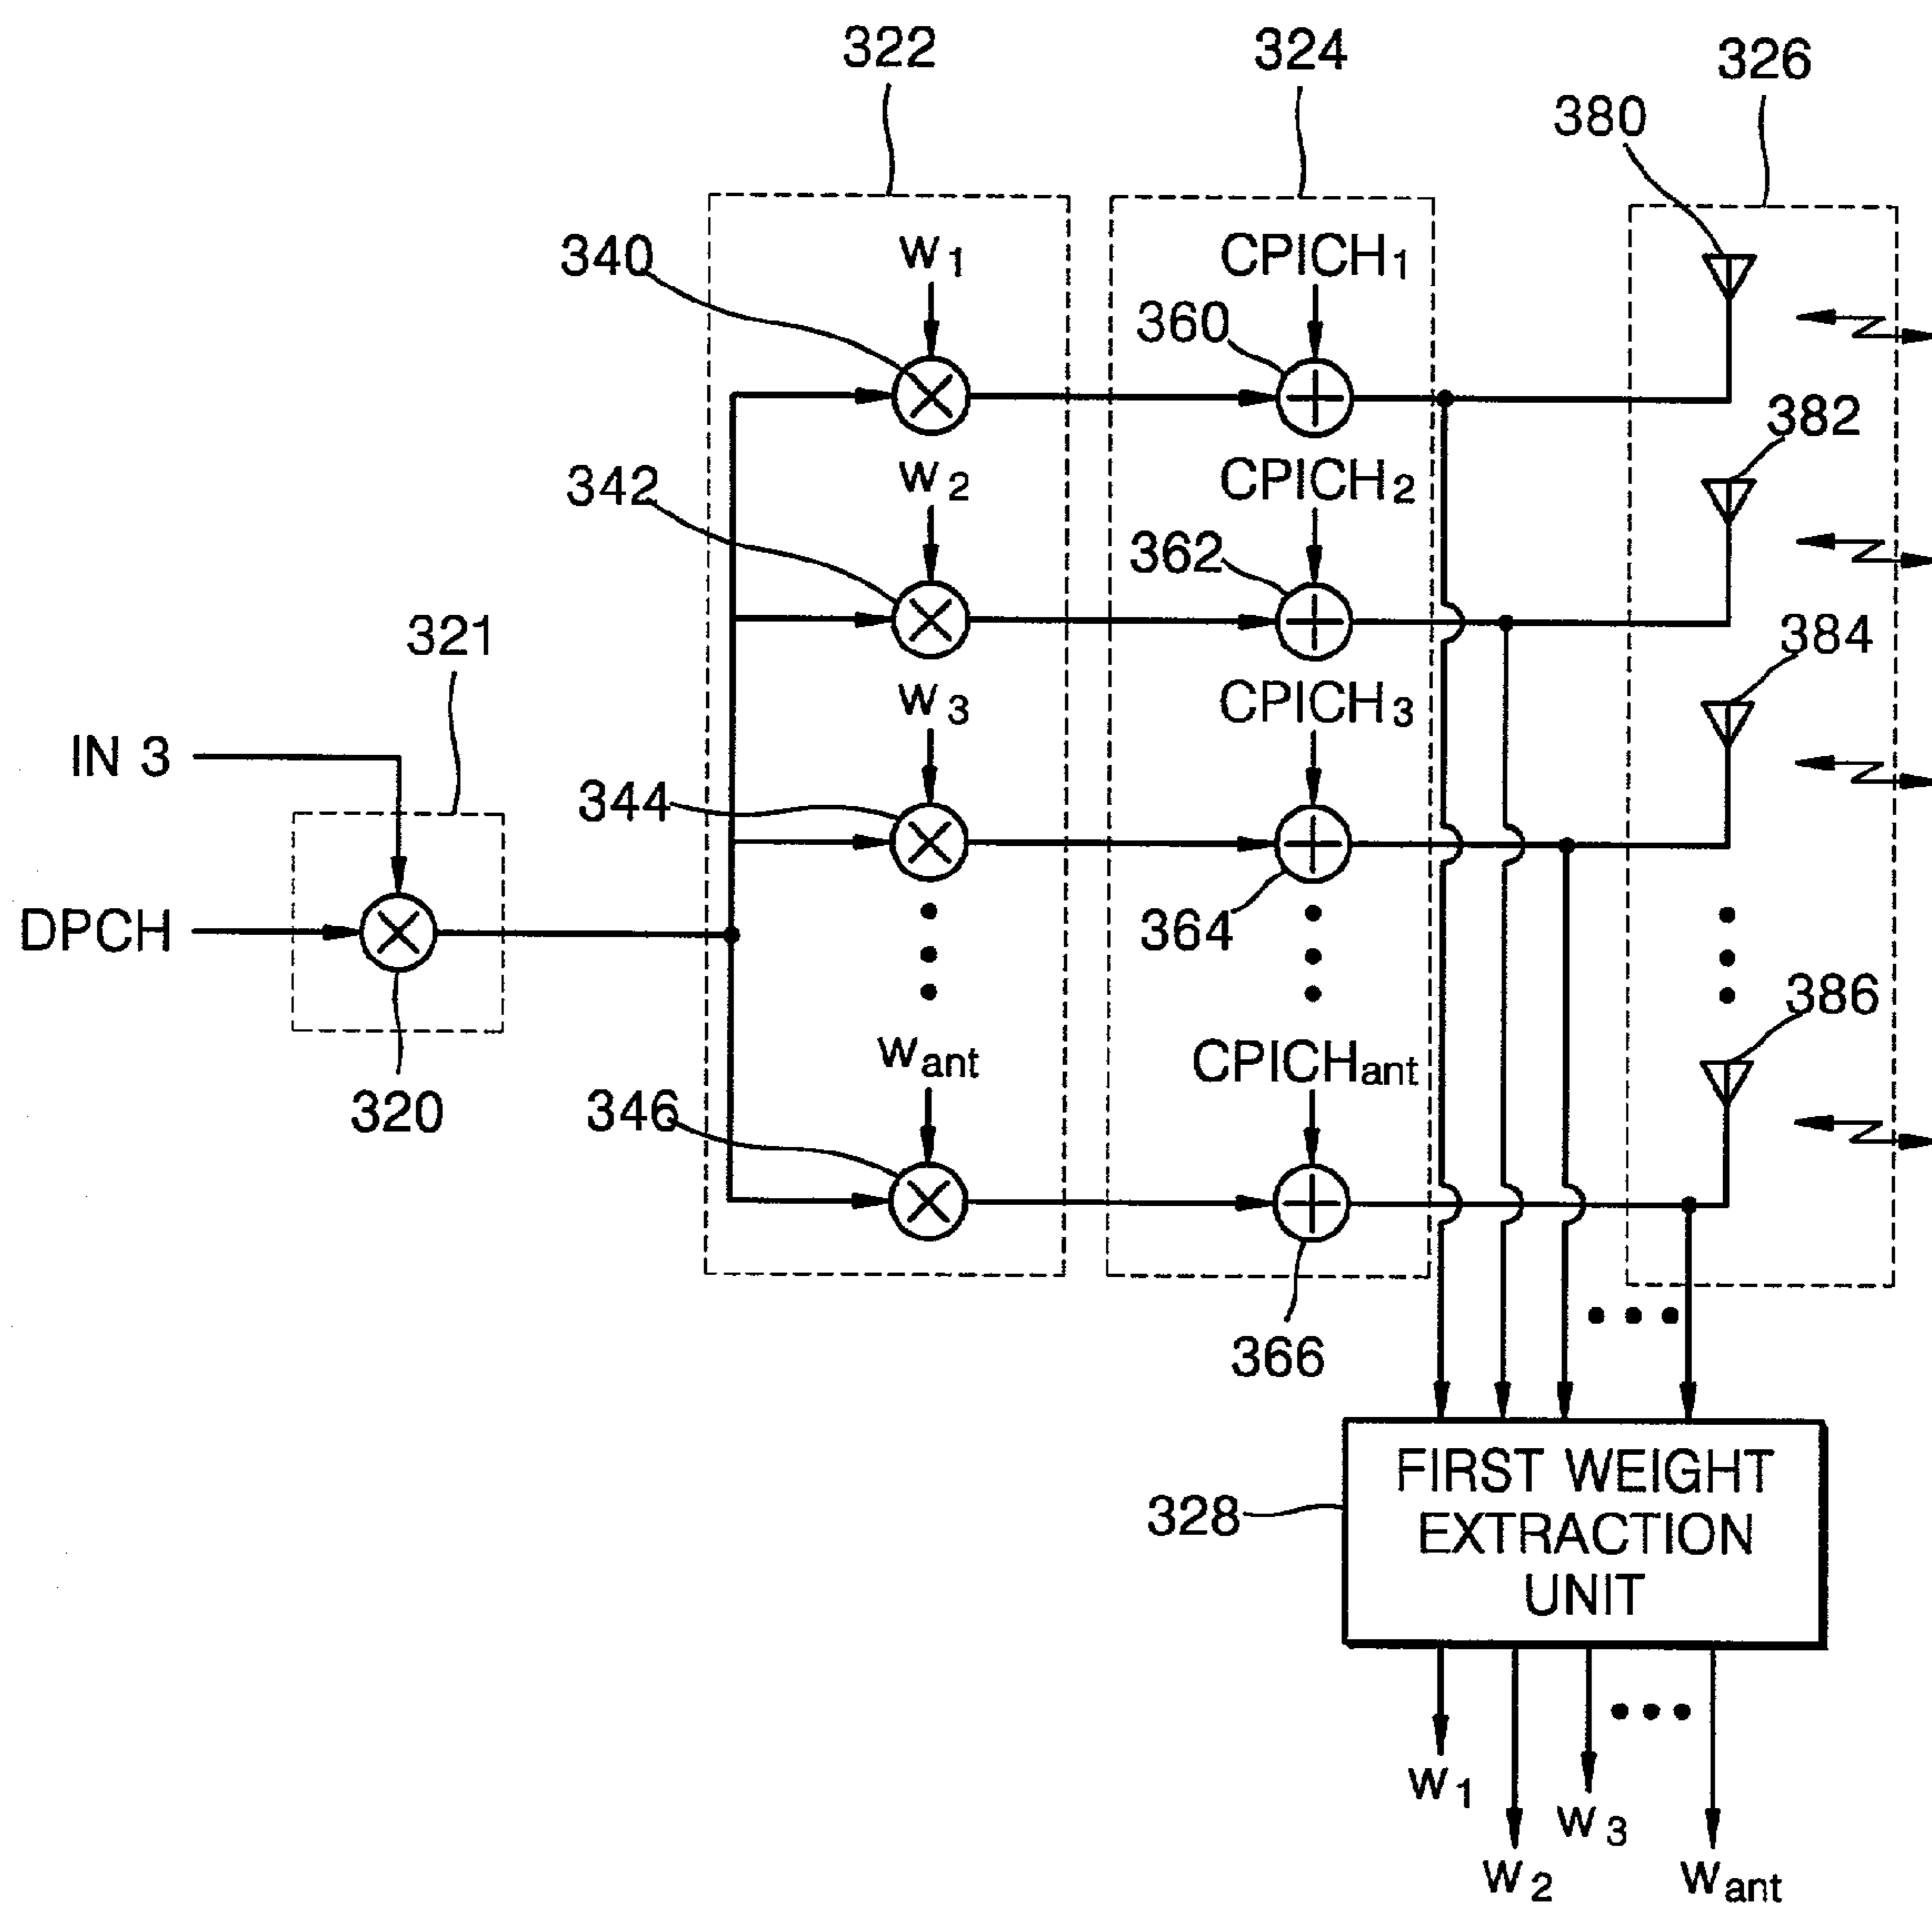 322
324
326
380
340
w1
CPICH1
360
382
342
w2
CPICH2
362
384
321
w3
CPICH3
IN 3
344
DPCH
364
386
want
CPICHant
346
320
366
328
FIRST WEIGHT
EXTRACTION
UNIT
w1
w3
w2
want